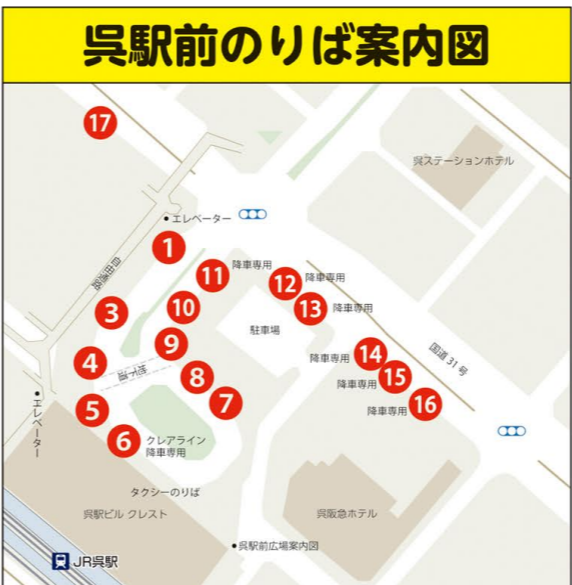 呉駅前のりば案内図
17
呉ステーションホテル
エレベーター
1
自由通路
11
降車専用
12
降車専用
3
10
13
降車専用
駐車場
9
国道31号
4
降車専用
14
8
降車専用
15
5
7
降車専用
16
エレベーター
6
クレアライン
降車専用
タクシーのりば
呉駅ビル クレスト
呉阪急ホテル
呉駅前広場案内図
JR呉駅